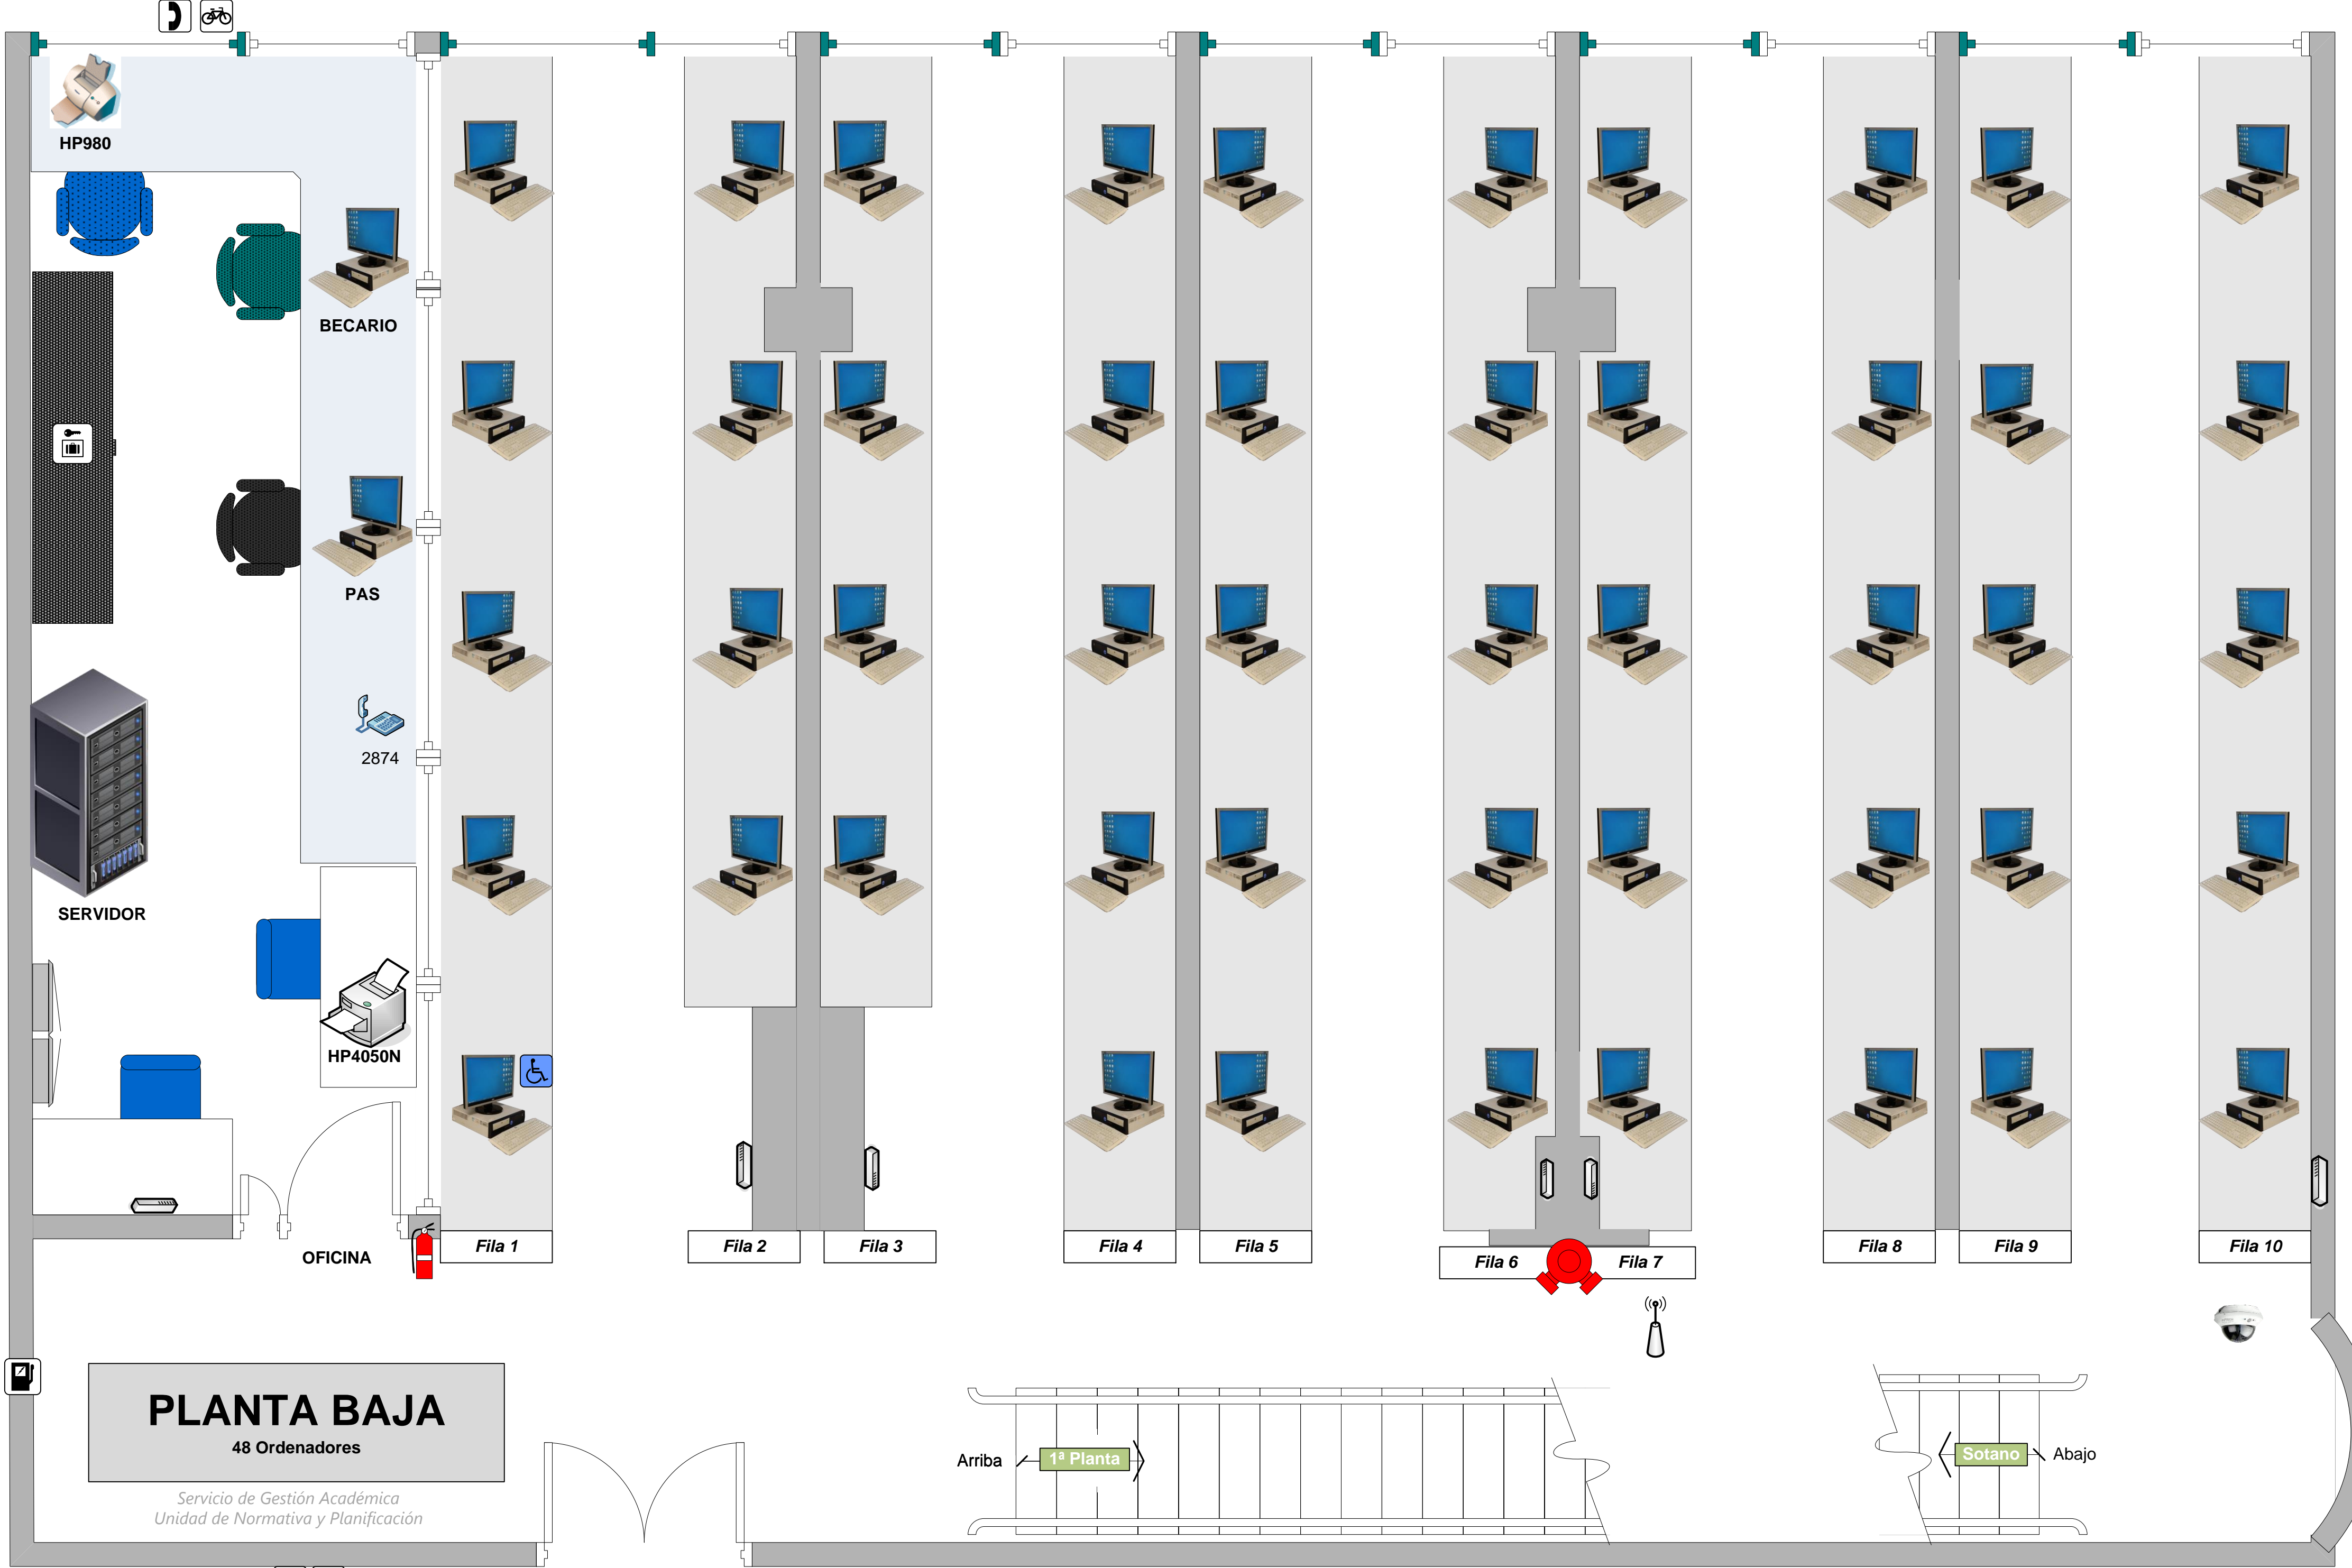 HP980
BECARIO
PAS
2874
SERVIDOR
HP4050N
OFICINA
Fila 1
Fila 2
Fila 3
Fila 4
Fila 5
Fila 6
Fila 7
Fila 8
Fila 9
Fila 10
PLANTA BAJA
48 Ordenadores
Servicio de Gestión Académica
Unidad de Normativa y Planificación
Arriba
1ª Planta
Sotano
Abajo